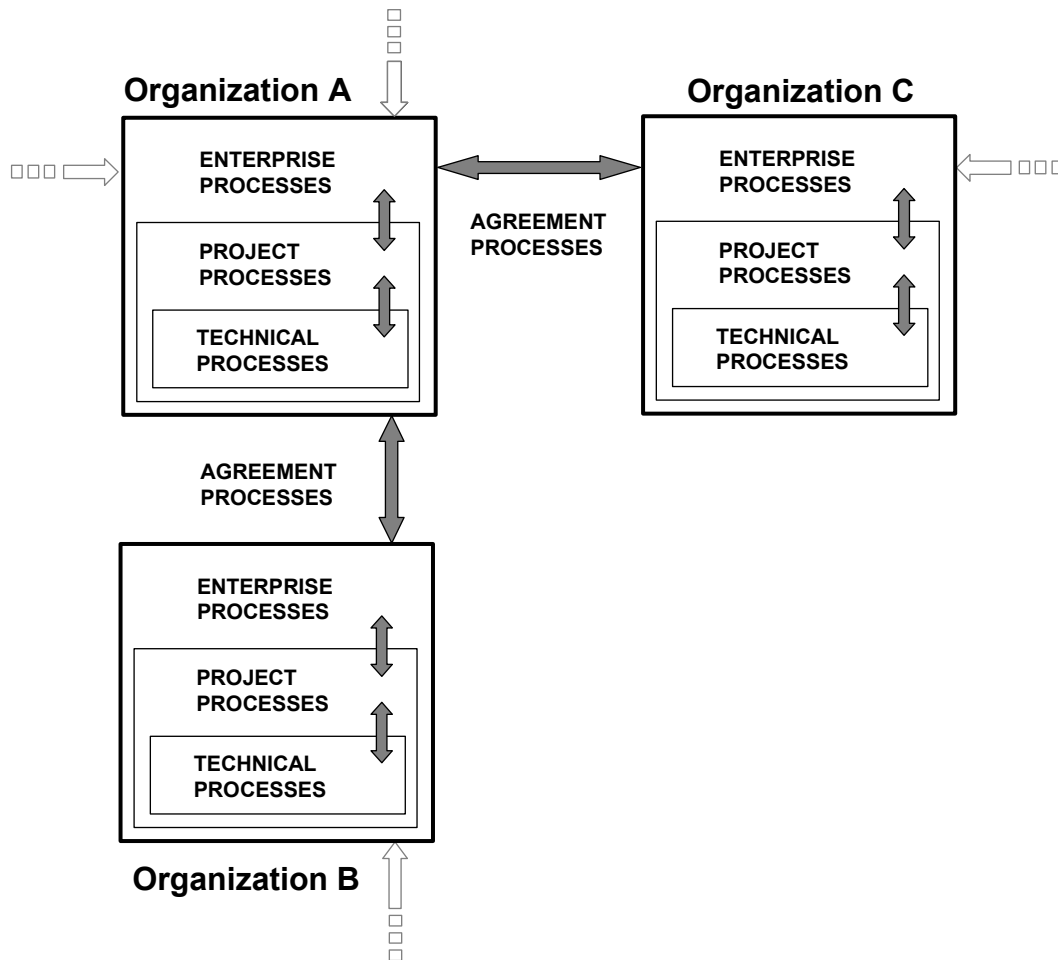 Organization A
ENTERPRISE
PROCESSES
PROJECT
PROCESSES
TECHNICAL
PROCESSES
AGREEMENT
PROCESSES
Organization C
ENTERPRISE
PROCESSES
PROJECT
PROCESSES
TECHNICAL
PROCESSES
AGREEMENT
PROCESSES
ENTERPRISE
PROCESSES
PROJECT
PROCESSES
TECHNICAL
PROCESSES
Organization B